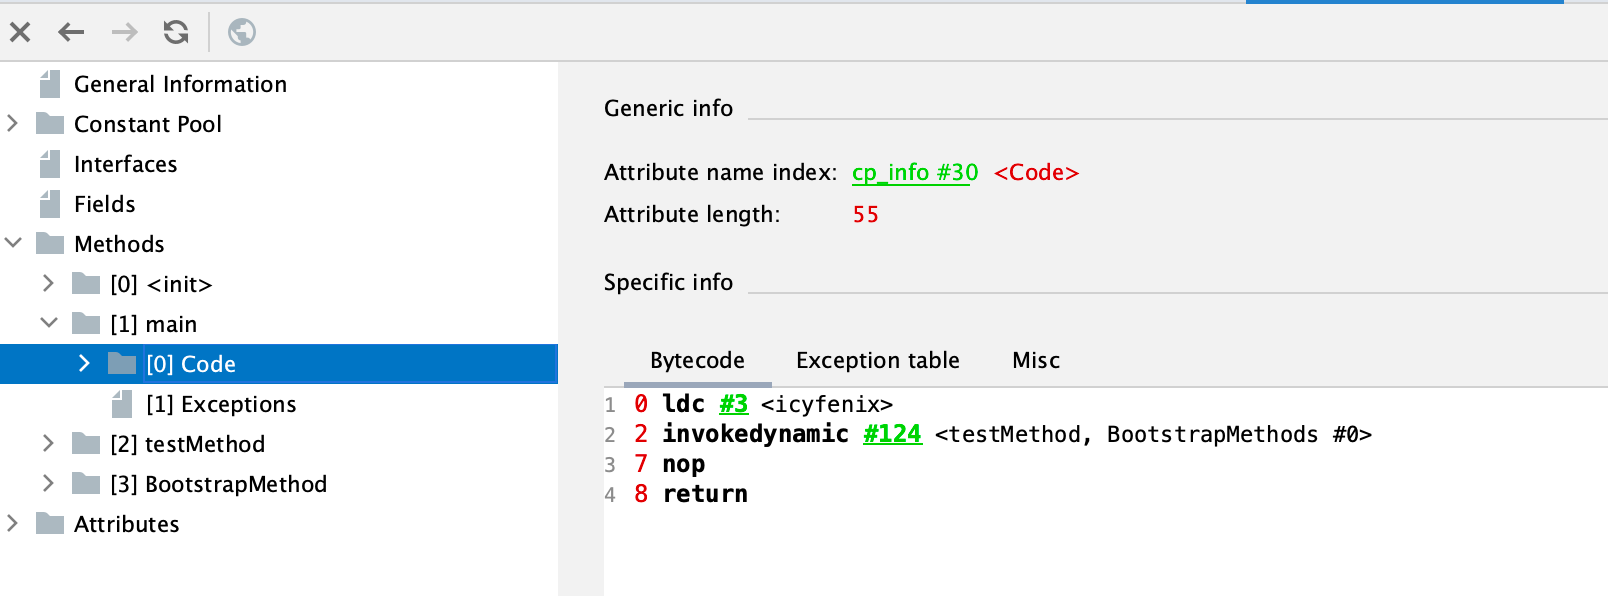 General Information
Constant Pool
Interfaces
Fields
Methods
[0] <init>
[1] main
[0] Code
[1] Exceptions
[2] testMethod
[3] BootstrapMethod
Attributes
Generic info
Attribute name index: cp_info #30 <Code>
Attribute length: 55
Specific info
Bytecode Exception table Misc
1 0 ldc #3 <icyfenix>
2 2 invokedynamic #124 <testMethod, BootstrapMethods #0>
3 7 nop
4 8 return